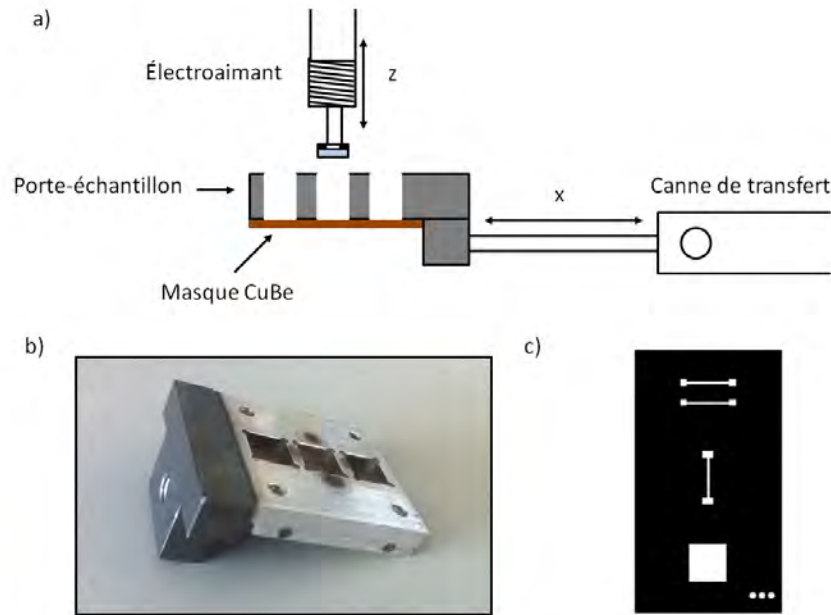 a)
Électroaimant
z
Porte-échantillon
x
Canne de transfert
Masque CuBe
b)
c)